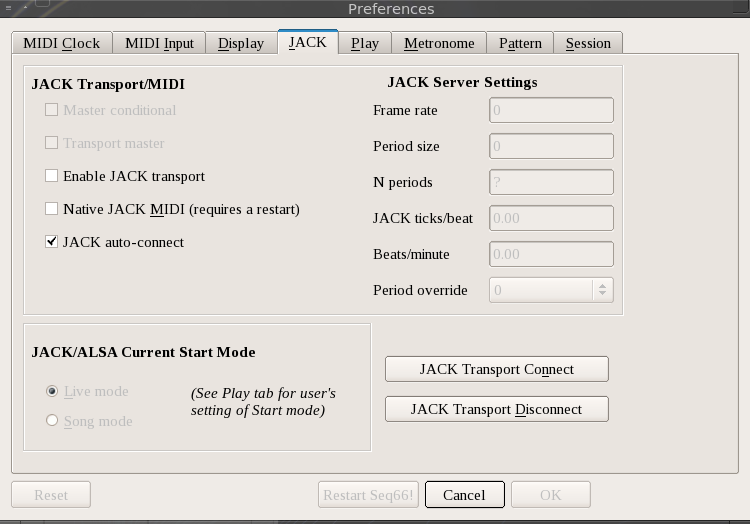 Preferences
MIDI Clock MIDI Input Display JACK Play Metronome Pattern Session
JACK Transport/MIDI
Master conditional
Transport master
Enable JACK transport
Native JACK MIDI (requires a restart)
JACK auto-connect
JACK Server Settings
Frame rate 0
Period size 0
N periods ?
JACK ticks/beat 0.00
Beats/minute 0.00
Period override 0
JACK/ALSA Current Start Mode
Live mode
Song mode
(See Play tab for user's
setting of Start mode)
JACK Transport Connect
JACK Transport Disconnect
Reset Restart Seq66! Cancel OK